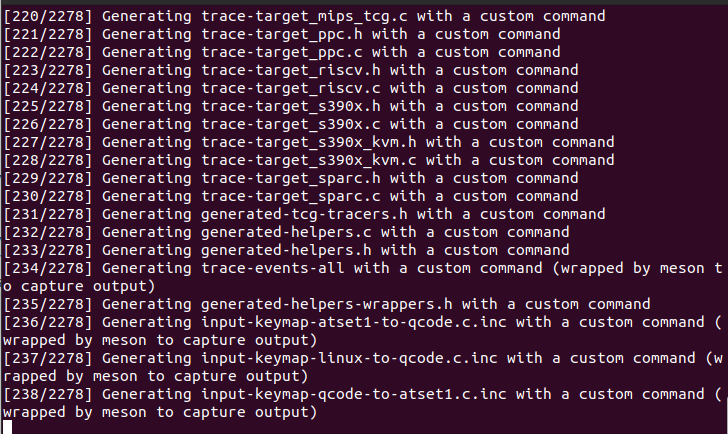 [220/2278] Generating trace-target_mips_tcg.c with a custom command
[221/2278] Generating trace-target_ppc.h with a custom command
[222/2278] Generating trace-target_ppc.c with a custom command
[223/2278] Generating trace-target_riscv.h with a custom command
[224/2278] Generating trace-target_riscv.c with a custom command
[225/2278] Generating trace-target_s390x.h with a custom command
[226/2278] Generating trace-target_s390x.c with a custom command
[227/2278] Generating trace-target_s390x_kvm.h with a custom command
[228/2278] Generating trace-target_s390x_kvm.c with a custom command
[229/2278] Generating trace-target_sparc.h with a custom command
[230/2278] Generating trace-target_sparc.c with a custom command
[231/2278] Generating generated-tcg-tracers.h with a custom command
[232/2278] Generating generated-helpers.c with a custom command
[233/2278] Generating generated-helpers.h with a custom command
[234/2278] Generating trace-events-all with a custom command (wrapped by meson t
o capture output)
[235/2278] Generating generated-helpers-wrappers.h with a custom command
[236/2278] Generating input-keymap-atset1-to-qcode.c.inc with a custom command (
wrapped by meson to capture output)
[237/2278] Generating input-keymap-linux-to-qcode.c.inc with a custom command (w
rapped by meson to capture output)
[238/2278] Generating input-keymap-qcode-to-atset1.c.inc with a custom command (
wrapped by meson to capture output)